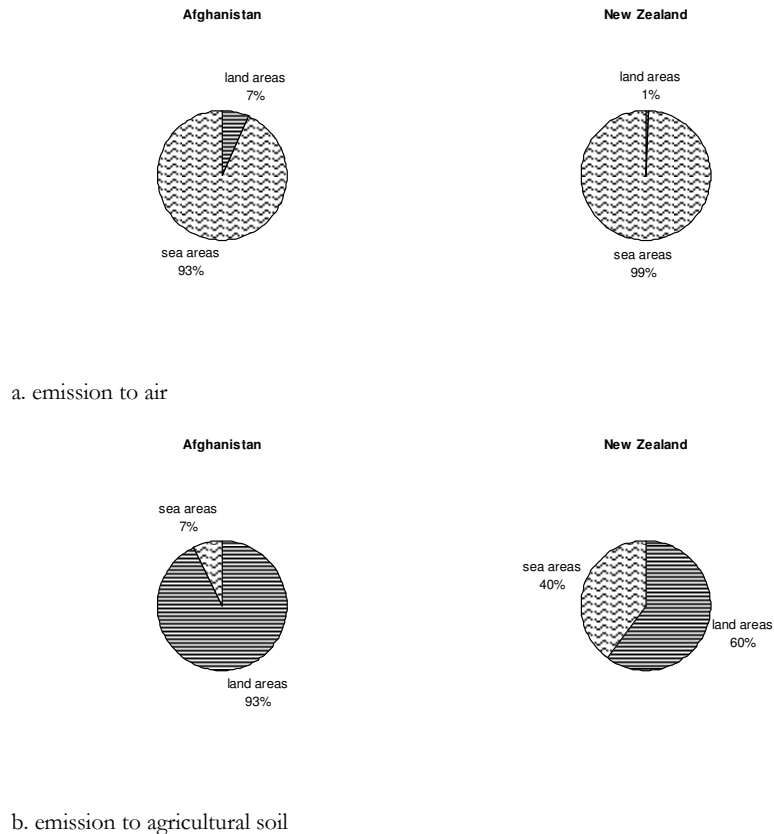 Afghanistan
New Zealand
land areas
7%
sea areas
93%
land areas
1%
sea areas
99%
a. emission to air
Afghanistan
New Zealand
sea areas
7%
land areas
93%
sea areas
40%
land areas
60%
b. emission to agricultural soil